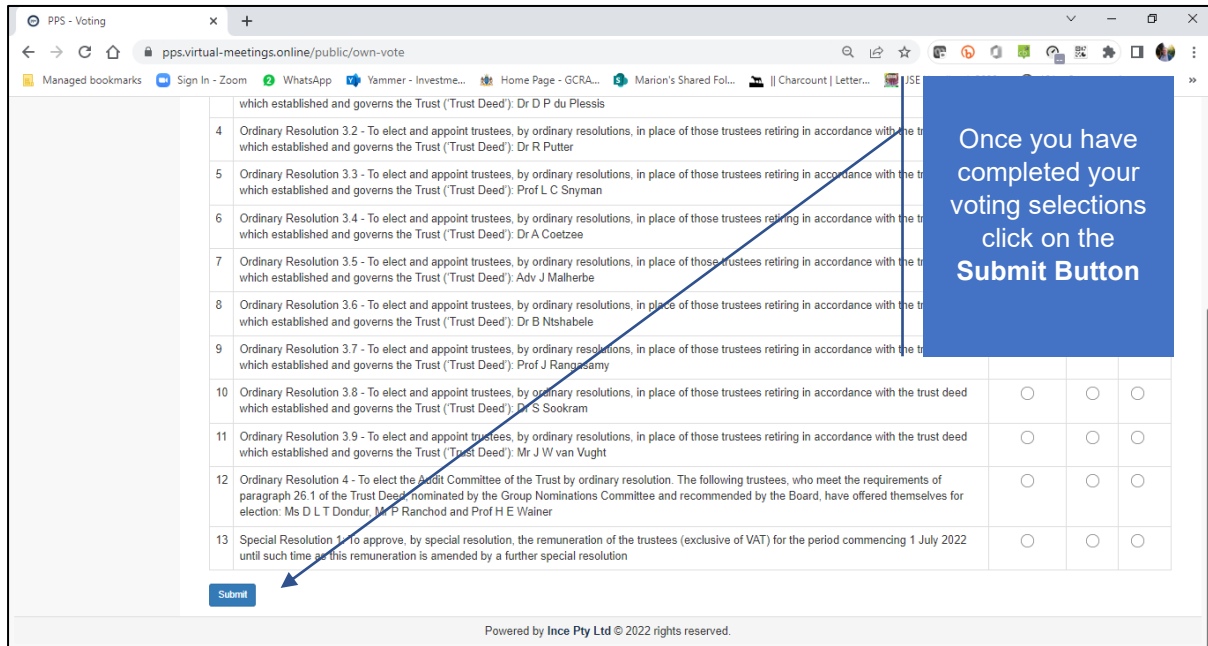 PPS - Voting
pps.virtual-meetings.online/public/own-vote
Managed bookmarks Sign In - Zoom WhatsApp Yammer - Investme... Home Page - GCRA... Marion's Shared Fol... || Charcount | Letter... JSE
which established and governs the Trust ('Trust Deed'): Dr D P du Plessis
4 Ordinary Resolution 3.2 - To elect and appoint trustees, by ordinary resolutions, in place of those trustees retiring in accordance with the
which established and governs the Trust ('Trust Deed'): Dr R Putter
5 Ordinary Resolution 3.3 - To elect and appoint trustees, by ordinary resolutions, in place of those trustees retiring in accordance with the
which established and governs the Trust ('Trust Deed'): Prof L C Snyman
6 Ordinary Resolution 3.4 - To elect and appoint trustees, by ordinary resolutions, in place of those trustees retiring in accordance with the
which established and governs the Trust ('Trust Deed'): Dr A Coetzee
7 Ordinary Resolution 3.5 - To elect and appoint trustees, by ordinary resolutions, in place of those trustees retiring in accordance with the
which established and governs the Trust ('Trust Deed'): Adv J Malherbe
8 Ordinary Resolution 3.6 - To elect and appoint trustees, by ordinary resolutions, in place of those trustees retiring in accordance with the
which established and governs the Trust ('Trust Deed'): Dr B Ntshabele
9 Ordinary Resolution 3.7 - To elect and appoint trustees, by ordinary resolutions, in place of those trustees retiring in accordance with the
which established and governs the Trust ('Trust Deed'): Prof J Rangasamy
10 Ordinary Resolution 3.8 - To elect and appoint trustees, by ordinary resolutions, in place of those trustees retiring in accordance with the trust deed
which established and governs the Trust ('Trust Deed'): Dr S Sookram
11 Ordinary Resolution 3.9 - To elect and appoint trustees, by ordinary resolutions, in place of those trustees retiring in accordance with the trust deed
which established and governs the Trust ('Trust Deed'): Mr J W van Vught
12 Ordinary Resolution 4 - To elect the Audit Committee of the Trust by ordinary resolution. The following trustees, who meet the requirements of
paragraph 26.1 of the Trust Deed, nominated by the Group Nominations Committee and recommended by the Board, have offered themselves for
election: Ms D L T Dondur, Mr P Ranchod and Prof H E Wainer
13 Special Resolution 1: To approve, by special resolution, the remuneration of the trustees (exclusive of VAT) for the period commencing 1 July 2022
until such time as this remuneration is amended by a further special resolution
Once you have
completed your
voting selections
click on the
Submit Button
Submit
Powered by Ince Pty Ltd © 2022 rights reserved.